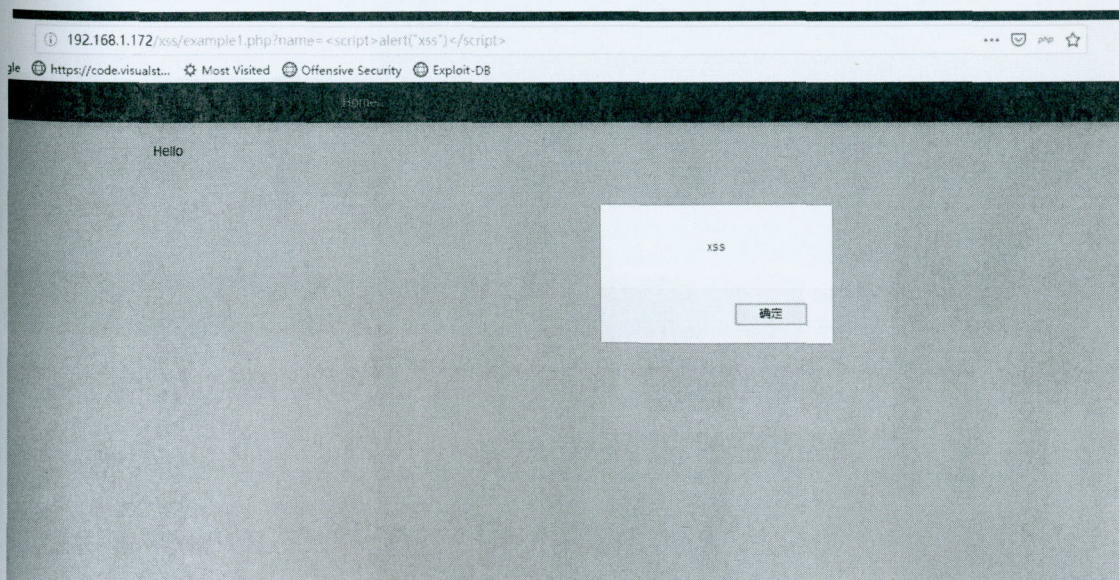 192.168.1.172/xss/example1.php?name=<script>alert("xss")</script>
gle https://code.visualst... Most Visited Offensive Security Exploit-DB
Home
Hello
xss
确定